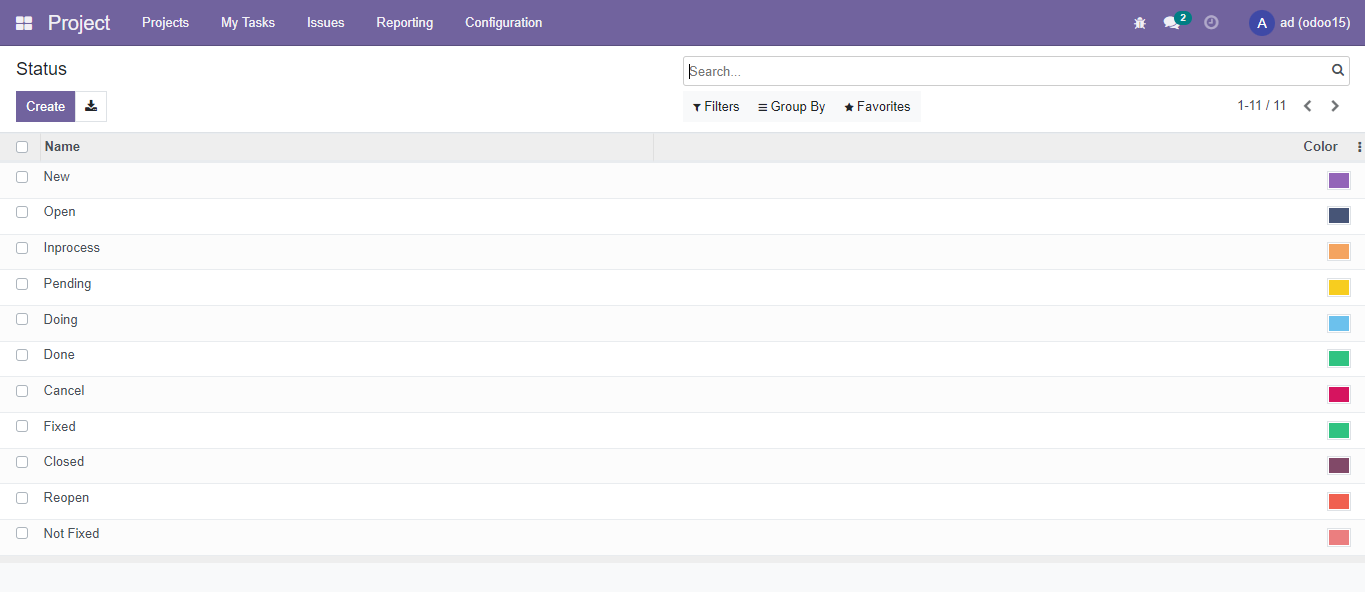 Project Projects My Tasks Issues Reporting Configuration 2 A ad (odoo15)
Status
Search...
Create
Filters Group By Favorites 1-11 / 11
Name Color
New
Open
Inprocess
Pending
Doing
Done
Cancel
Fixed
Closed
Reopen
Not Fixed